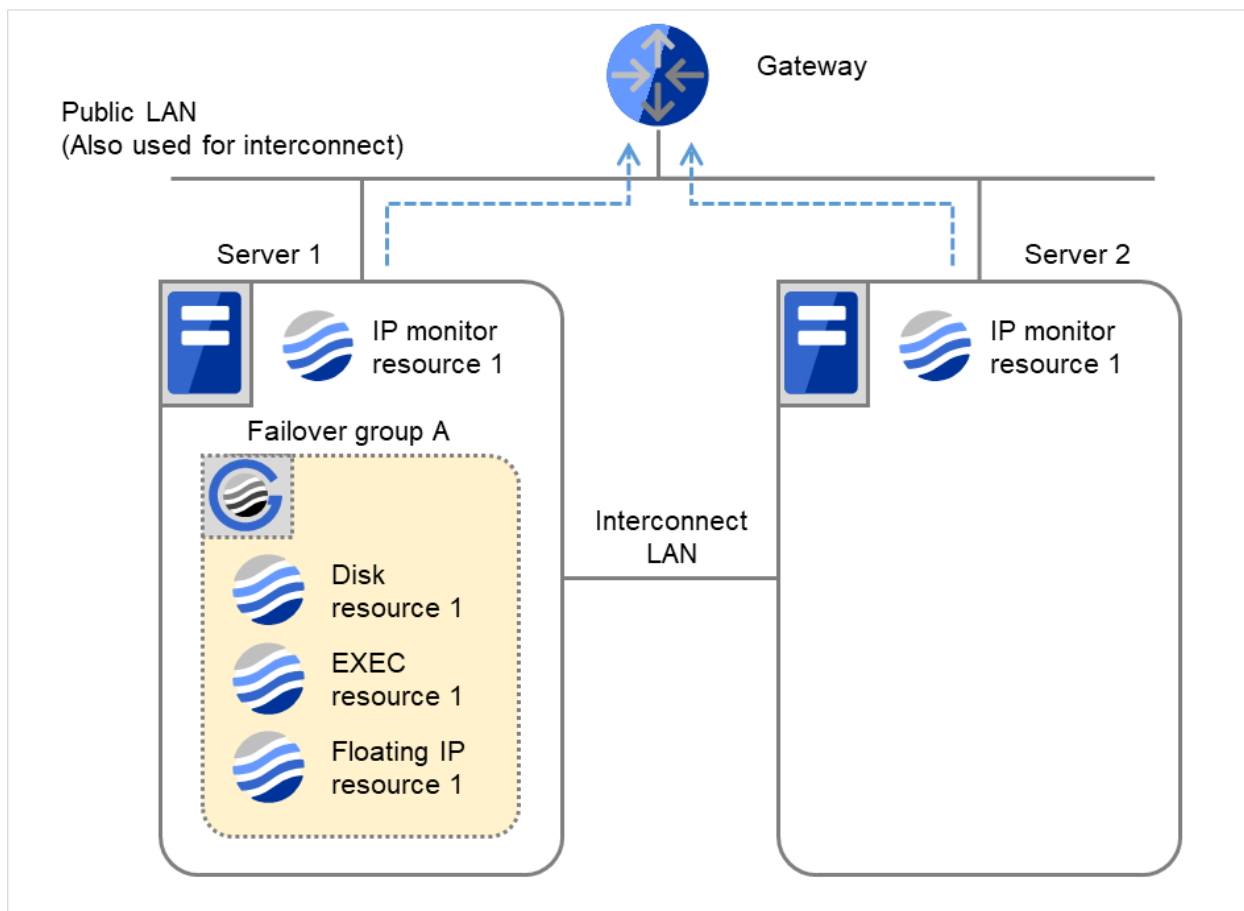 Gateway
Public LAN
(Also used for interconnect)
Server 1
Server 2
IP monitor
resource 1
IP monitor
resource 1
Failover group A
Interconnect
LAN
Disk
resource 1
EXEC
resource 1
Floating IP
resource 1